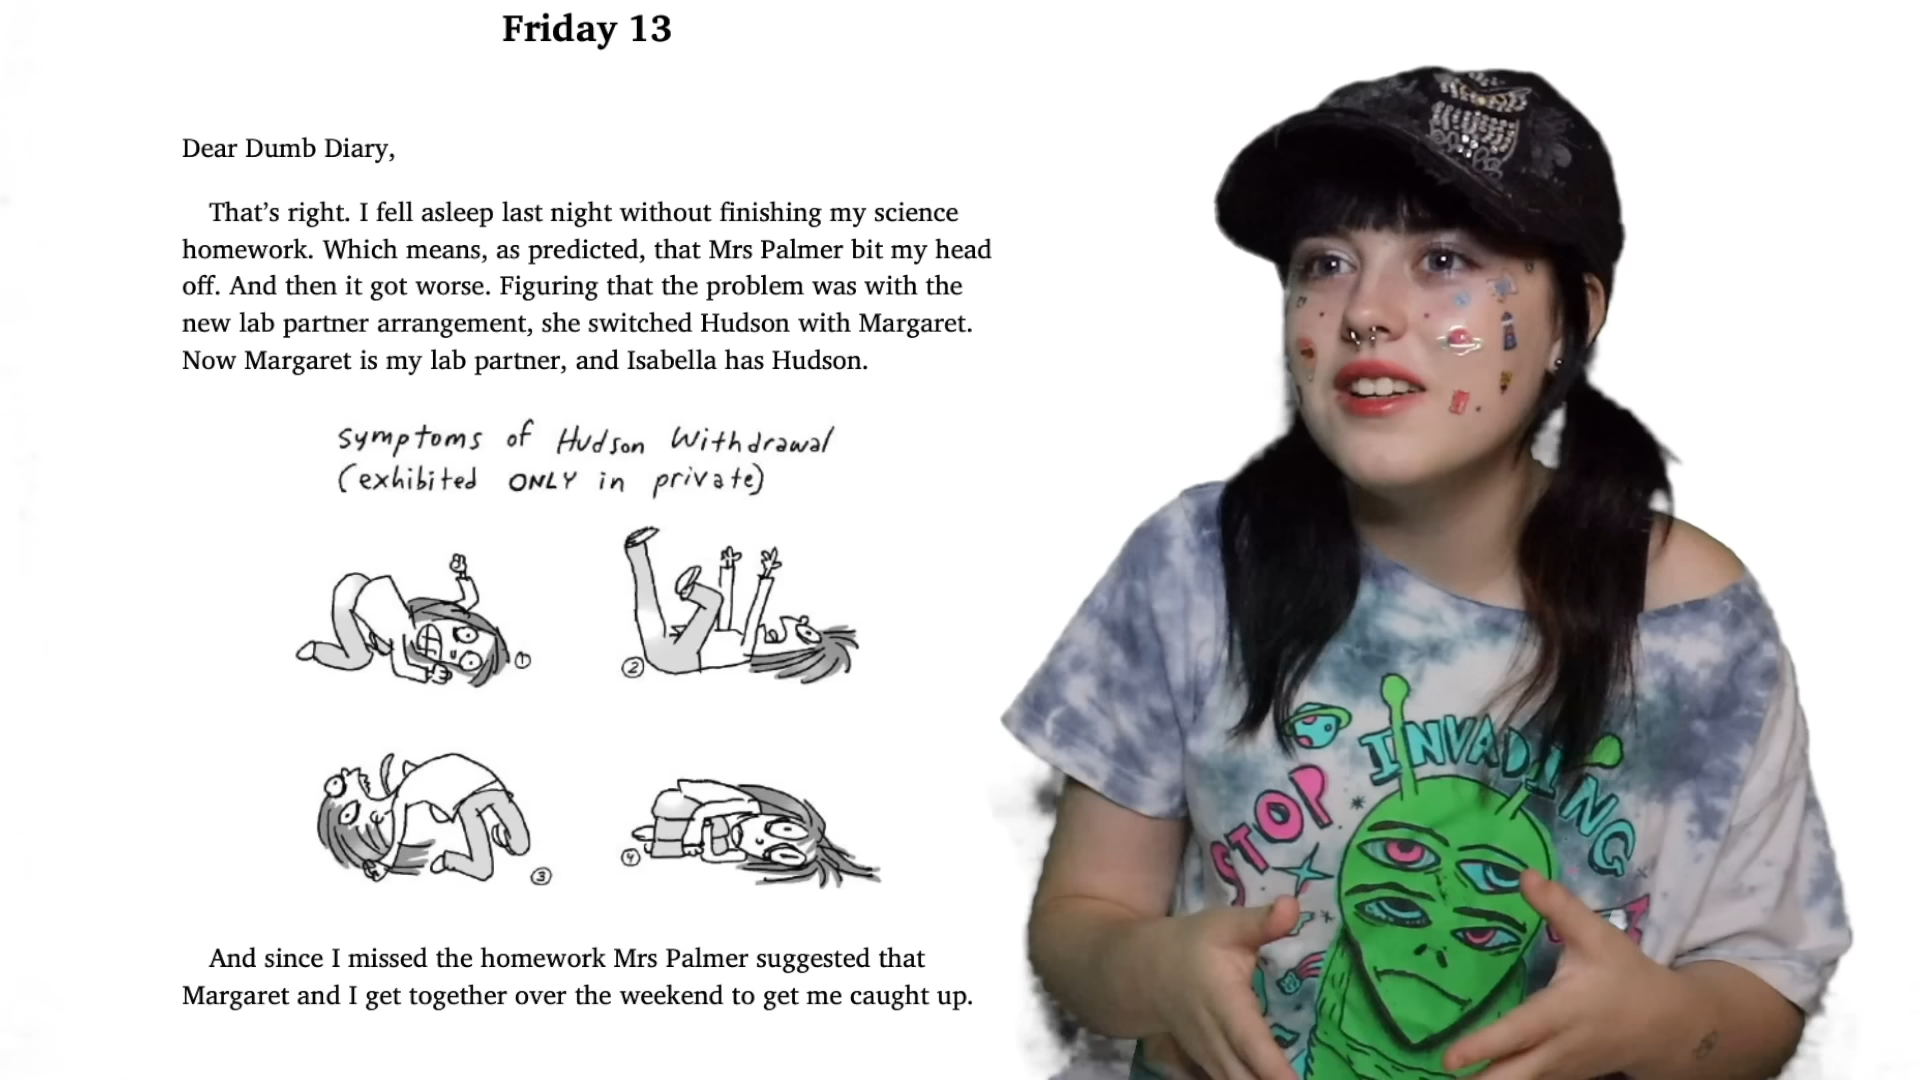 Friday 13
Dear Dumb Diary,
That’s right. I fell asleep last night without finishing my science
homework. Which means, as predicted, that Mrs Palmer bit my head
off. And then it got worse. Figuring that the problem was with the
new lab partner arrangement, she switched Hudson with Margaret.
Now Margaret is my lab partner, and Isabella has Hudson.
Symptoms of Hudson Withdrawal
(exhibited ONLY in private)
1
2
3
4
And since I missed the homework Mrs Palmer suggested that
Margaret and I get together over the weekend to get me caught up.
STOP INVADING